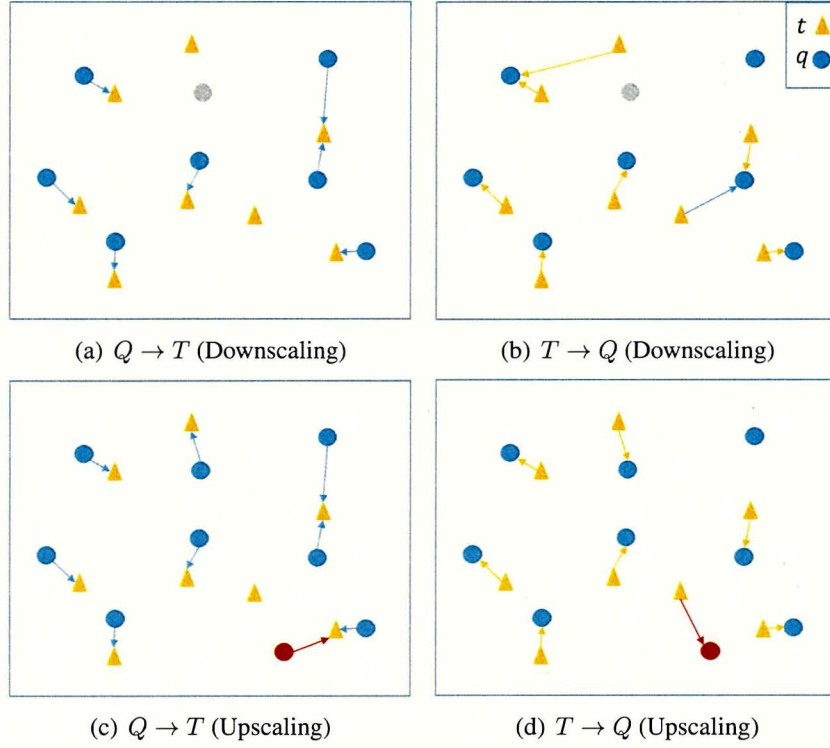 t
q
(a) Q → T (Downscaling)
(b) T → Q (Downscaling)
(c) Q → T (Upscaling)
(d) T → Q (Upscaling)